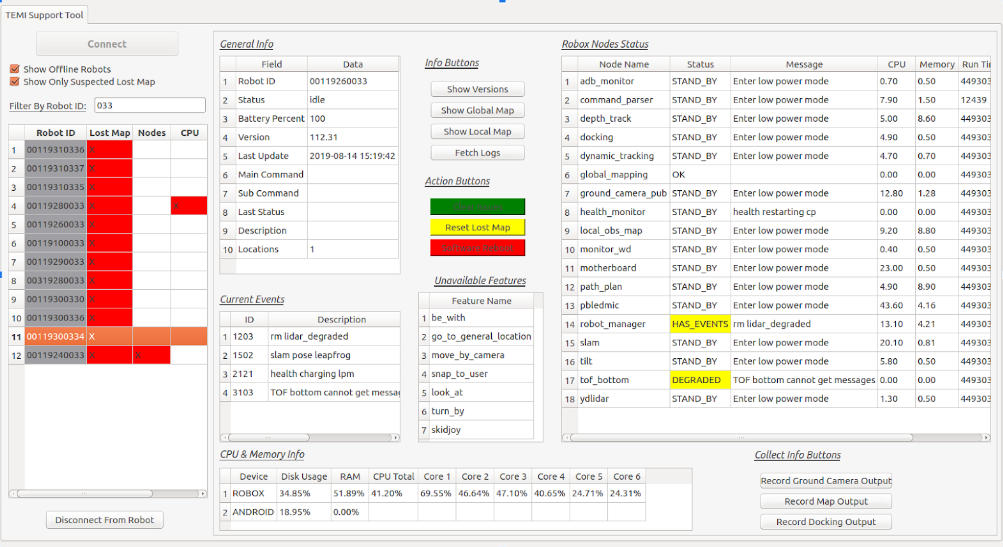 TEMI Support Tool
Connect
Show Offline Robots
Show Only Suspected Lost Map
Filter By Robot ID: 033
Robot ID Lost Map Nodes CPU
1 00119310336 X
2 00119310337 X
3 00119310335 X
4 00119280033 X X
5 00119260033 X
6 00119100033 X
7 00119290033 X
8 00319280033 X
9 00119300330 X
10 00119300336 X
11 00119300334 X
12 00119240033 X X
Disconnect From Robot
General Info
Field Data
1 Robot ID 00119260033
2 Status idle
3 Battery Percent 100
4 Version 112.31
5 Last Update 2019-08-14 15:19:42
6 Main Command
7 Sub Command
8 Last Status
9 Description
10 Locations 1
Info Buttons
Show Versions
Show Global Map
Show Local Map
Fetch Logs
Action Buttons
Reset Lost Map
Software Reboot
Current Events
ID Description
1 1203 rm lidar_degraded
2 1502 slam pose leapfrog
3 2121 health charging lpm
4 3103 TOF bottom cannot get messag
Unavailable Features
Feature Name
1 be_with
2 go_to_general_location
3 move_by_camera
4 snap_to_user
5 look_at
6 turn_by
7 skidjoy
Robox Nodes Status
Node Name Status Message CPU Memory Run Ti
1 adb_monitor STAND_BY Enter low power mode 0.70 0.50 449303
2 command_parser STAND_BY Enter low power mode 7.90 1.50 12439
3 depth_track STAND_BY Enter low power mode 5.00 8.60 449303
4 docking STAND_BY Enter low power mode 4.90 0.50 449303
5 dynamic_tracking STAND_BY Enter low power mode 4.70 0.70 449303
6 global_mapping OK 0.00 0.00 449303
7 ground_camera_pub STAND_BY Enter low power mode 12.80 1.28 449303
8 health_monitor STAND_BY health restarting cp 0.00 0.00 449303
9 local_obs_map STAND_BY Enter low power mode 9.20 8.80 449303
10 monitor_wd STAND_BY Enter low power mode 0.40 0.50 449303
11 motherboard STAND_BY Enter low power mode 23.00 0.50 449303
12 path_plan STAND_BY Enter low power mode 4.90 8.90 449303
13 pbledmic STAND_BY Enter low power mode 43.60 4.16 449303
14 robot_manager HAS_EVENTS rm lidar_degraded 13.10 4.21 449303
15 slam STAND_BY Enter low power mode 20.10 0.81 449303
16 tilt STAND_BY Enter low power mode 5.80 0.50 449303
17 tof_bottom DEGRADED TOF bottom cannot get messages 0.00 0.00 449303
18 ydlidar STAND_BY Enter low power mode 1.30 0.50 449303
CPU & Memory Info
Device Disk Usage RAM CPU Total Core 1 Core 2 Core 3 Core 4 Core 5 Core 6
1 ROBOX 34.85% 51.89% 41.20% 69.55% 46.64% 47.10% 40.65% 24.71% 24.31%
2 ANDROID 18.95% 0.00%
Collect Info Buttons
Record Ground Camera Output
Record Map Output
Record Docking Output